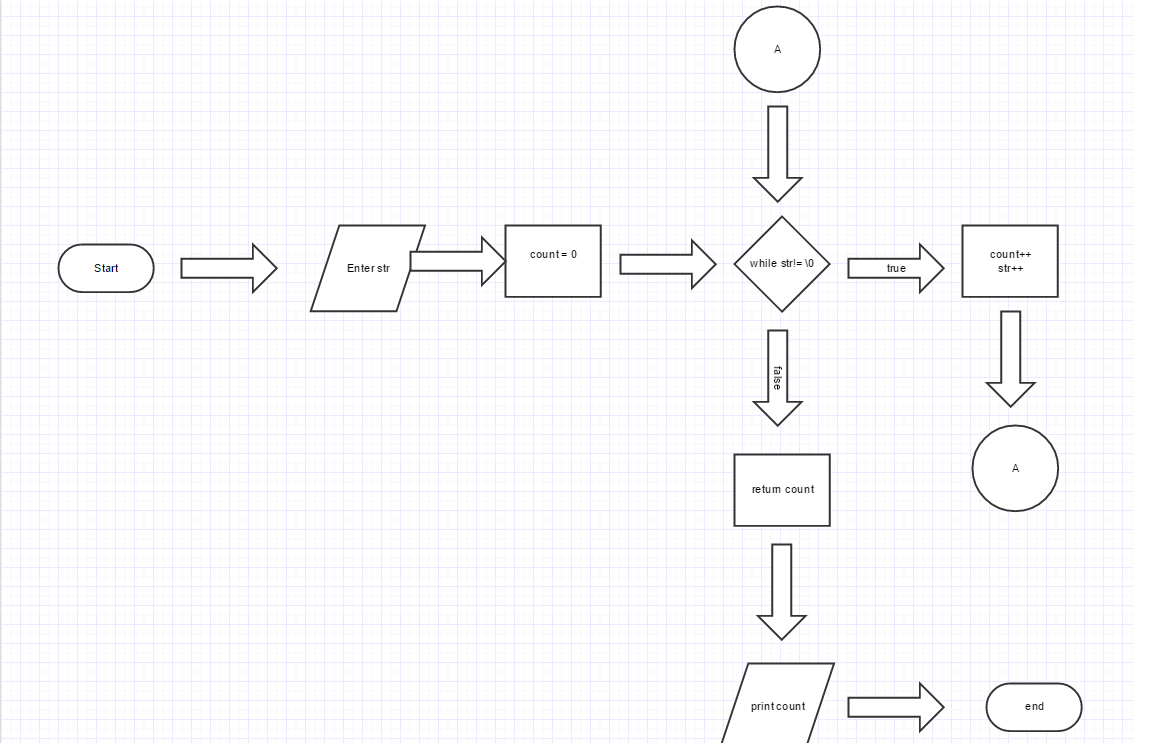 A
Start
Enter str
count = 0
while str!= \0
true
count++
str++
false
A
return count
print count
end